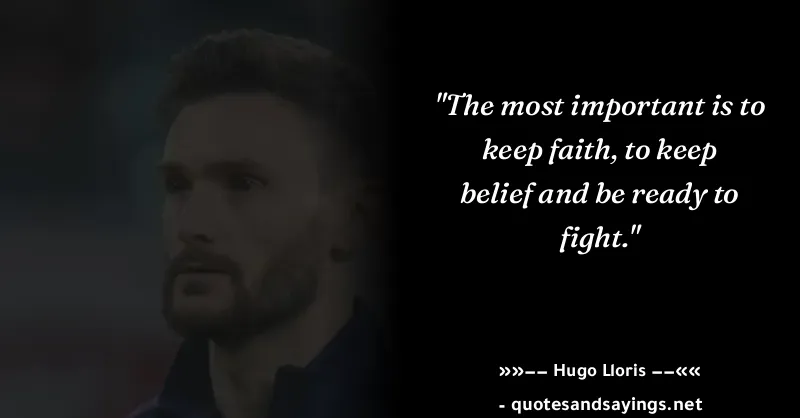 "The most important is to
keep faith, to keep
belief and be ready to
fight."
»»−− Hugo Lloris −−««
- quotesandsayings.net